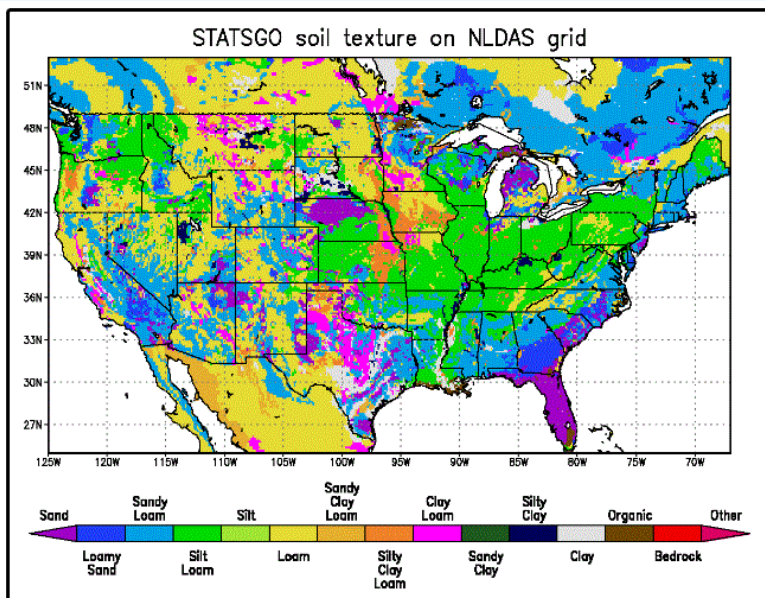 STATSGO soil texture on NLDAS grid
51N
48N
45N
42N
39N
36N
33N
30N
27N
125W 120W 115W 110W 105W 100W 95W 90W 85W 80W 75W 70W
Sand
Loamy
Sand
Sandy
Loam
Silt
Loam
Silt
Loam
Sandy
Clay
Loam
Silty
Clay
Loam
Clay
Loam
Sandy
Clay
Silty
Clay
Clay
Organic
Bedrock
Other